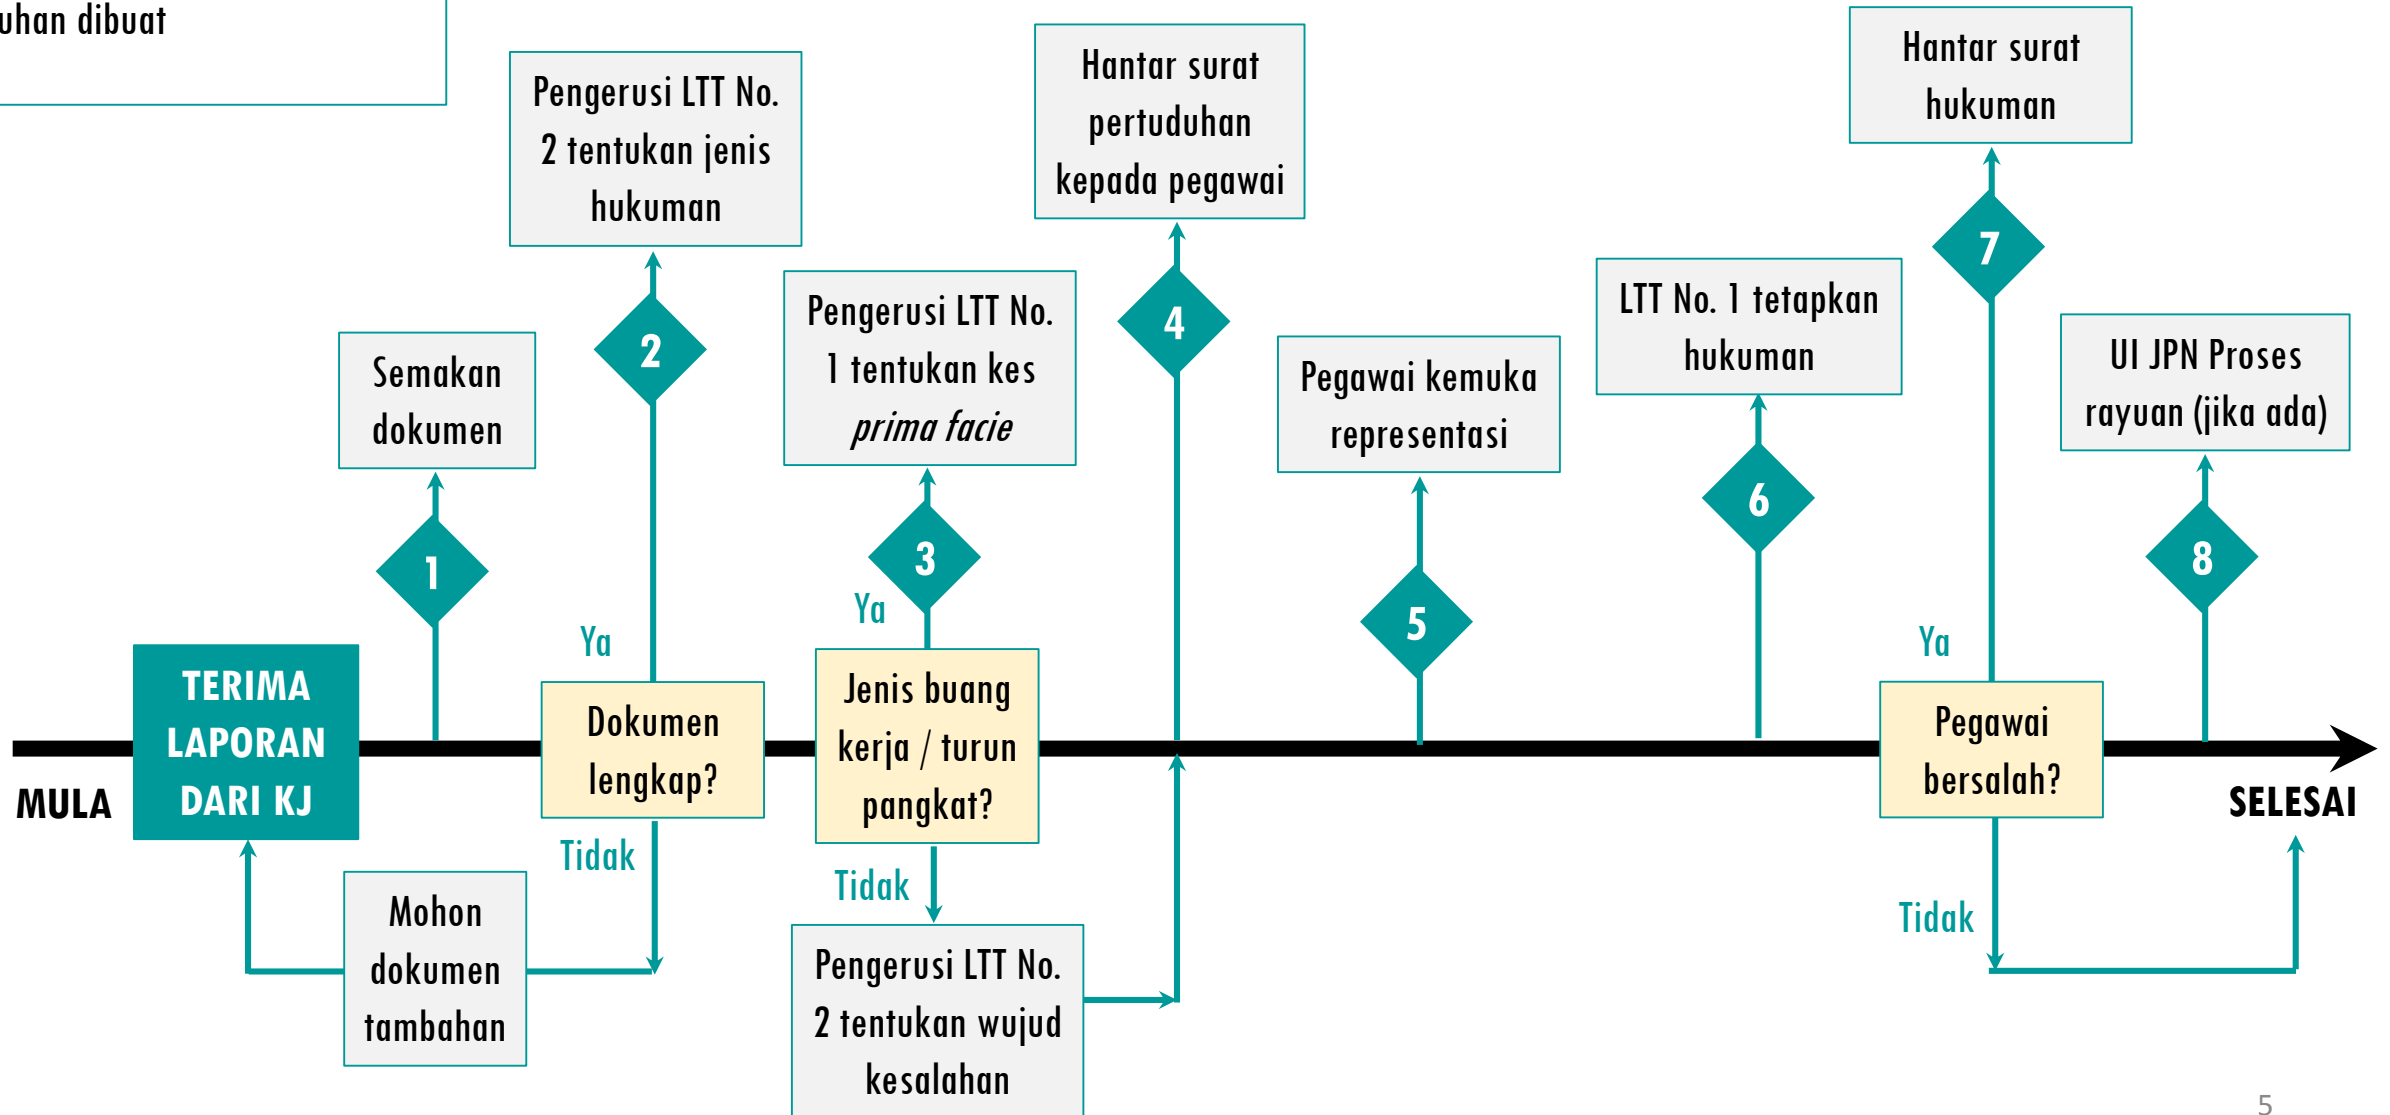 dibuat
Pengerusi LTT No.
2 tentukan jenis
hukuman
Hantar surat
pertuduhan
kepada pegawai
Hantar surat
hukuman
Semakan
dokumen
Pengerusi LTT No.
1 tentukan kes
prima facie
Pegawai kemuka
representasi
LTT No. 1 tetapkan
hukuman
UI JPN Proses
rayuan (jika ada)
1
2
3
4
5
6
7
8
Ya
Ya
Ya
MULA
TERIMA
LAPORAN
DARI KJ
Dokumen
lengkap?
Jenis buang
kerja / turun
pangkat?
Pegawai
bersalah?
SELESAI
Tidak
Tidak
Tidak
Mohon
dokumen
tambahan
Pengerusi LTT No.
2 tentukan wujud
kesalahan
5